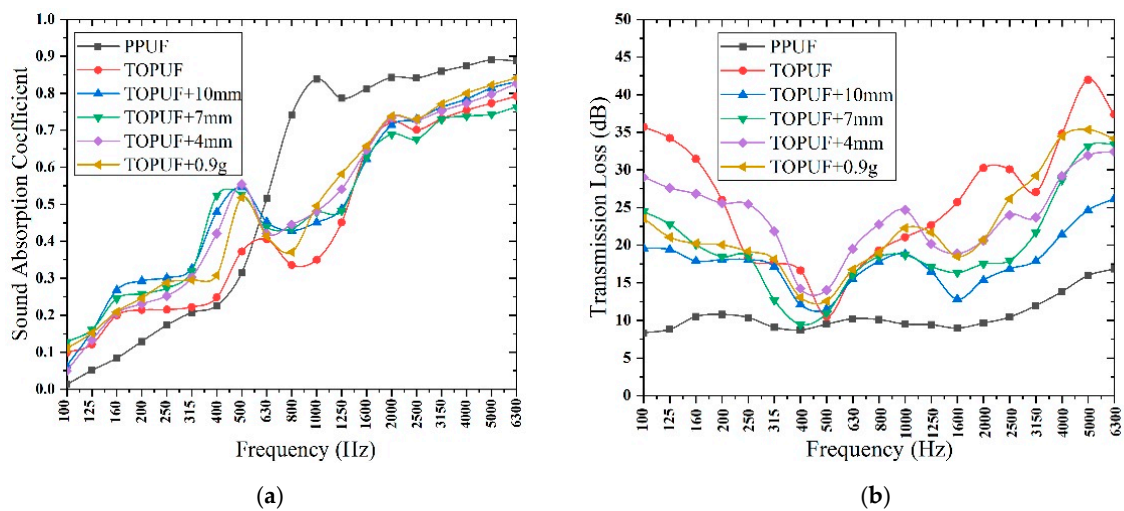 1.0
0.9
0.8
0.7
0.6
0.5
0.4
0.3
0.2
0.1
0.0
Sound Absorption Coefficient
PPUF
TOPUF
TOPUF+10mm
TOPUF+7mm
TOPUF+4mm
TOPUF+0.9g
100 125 160 200 250 315 400 500 630 800 1000 1250 1600 2000 2500 3150 4000 5000 6300
Frequency (Hz)
(a)
50
45
40
35
30
25
20
15
10
5
0
Transmission Loss (dB)
PPUF
TOPUF
TOPUF+10mm
TOPUF+7mm
TOPUF+4mm
TOPUF+0.9g
100 125 160 200 250 315 400 500 630 800 1000 1250 1600 2000 2500 3150 4000 5000 6300
Frequency (Hz)
(b)